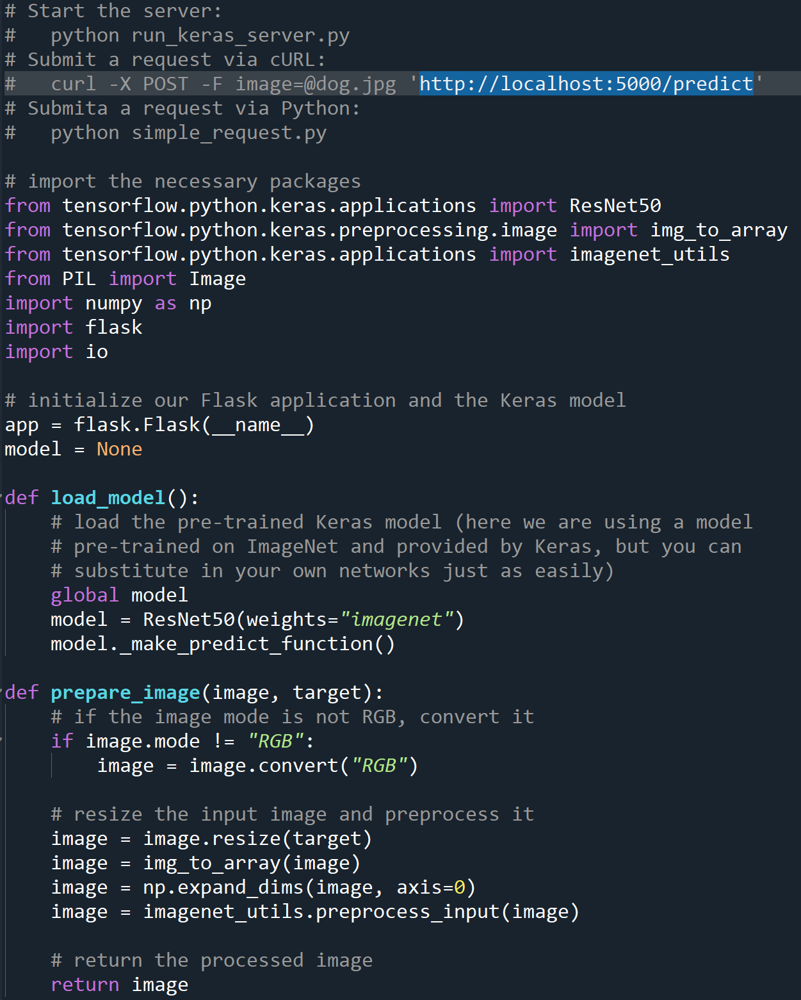 # Start the server:
#   python run_keras_server.py
# Submit a request via cURL:
#   curl -X POST -F image=@dog.jpg 'http://localhost:5000/predict'
# Submita a request via Python:
#   python simple_request.py

# import the necessary packages
from tensorflow.python.keras.applications import ResNet50
from tensorflow.python.keras.preprocessing.image import img_to_array
from tensorflow.python.keras.applications import imagenet_utils
from PIL import Image
import numpy as np
import flask
import io

# initialize our Flask application and the Keras model
app = flask.Flask(__name__)
model = None

def load_model():
    # load the pre-trained Keras model (here we are using a model
    # pre-trained on ImageNet and provided by Keras, but you can
    # substitute in your own networks just as easily)
    global model
    model = ResNet50(weights="imagenet")
    model._make_predict_function()

def prepare_image(image, target):
    # if the image mode is not RGB, convert it
    if image.mode != "RGB":
        image = image.convert("RGB")

    # resize the input image and preprocess it
    image = image.resize(target)
    image = img_to_array(image)
    image = np.expand_dims(image, axis=0)
    image = imagenet_utils.preprocess_input(image)

    # return the processed image
    return image